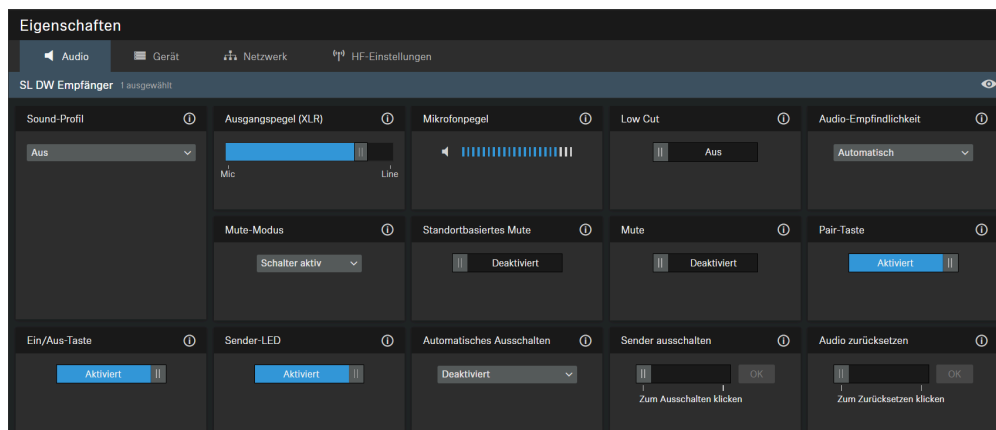 Eigenschaften
Audio Gerät Netzwerk HF-Einstellungen
SL DW Empfänger 1 ausgewählt
Sound-Profil Ausgangspegel (XLR) Mikrofonpegel Low Cut Audio-Empfindlichkeit
Aus Aus Automatisch
Mic Line
Mute-Modus Standortbasiertes Mute Mute Pair-Taste
Schalter aktiv Deaktiviert Deaktiviert Aktiviert
Ein/Aus-Taste Sender-LED Automatisches Ausschalten Sender ausschalten Audio zurücksetzen
Aktiviert Aktiviert Deaktiviert OK OK
Zum Ausschalten klicken Zum Zurücksetzen klicken